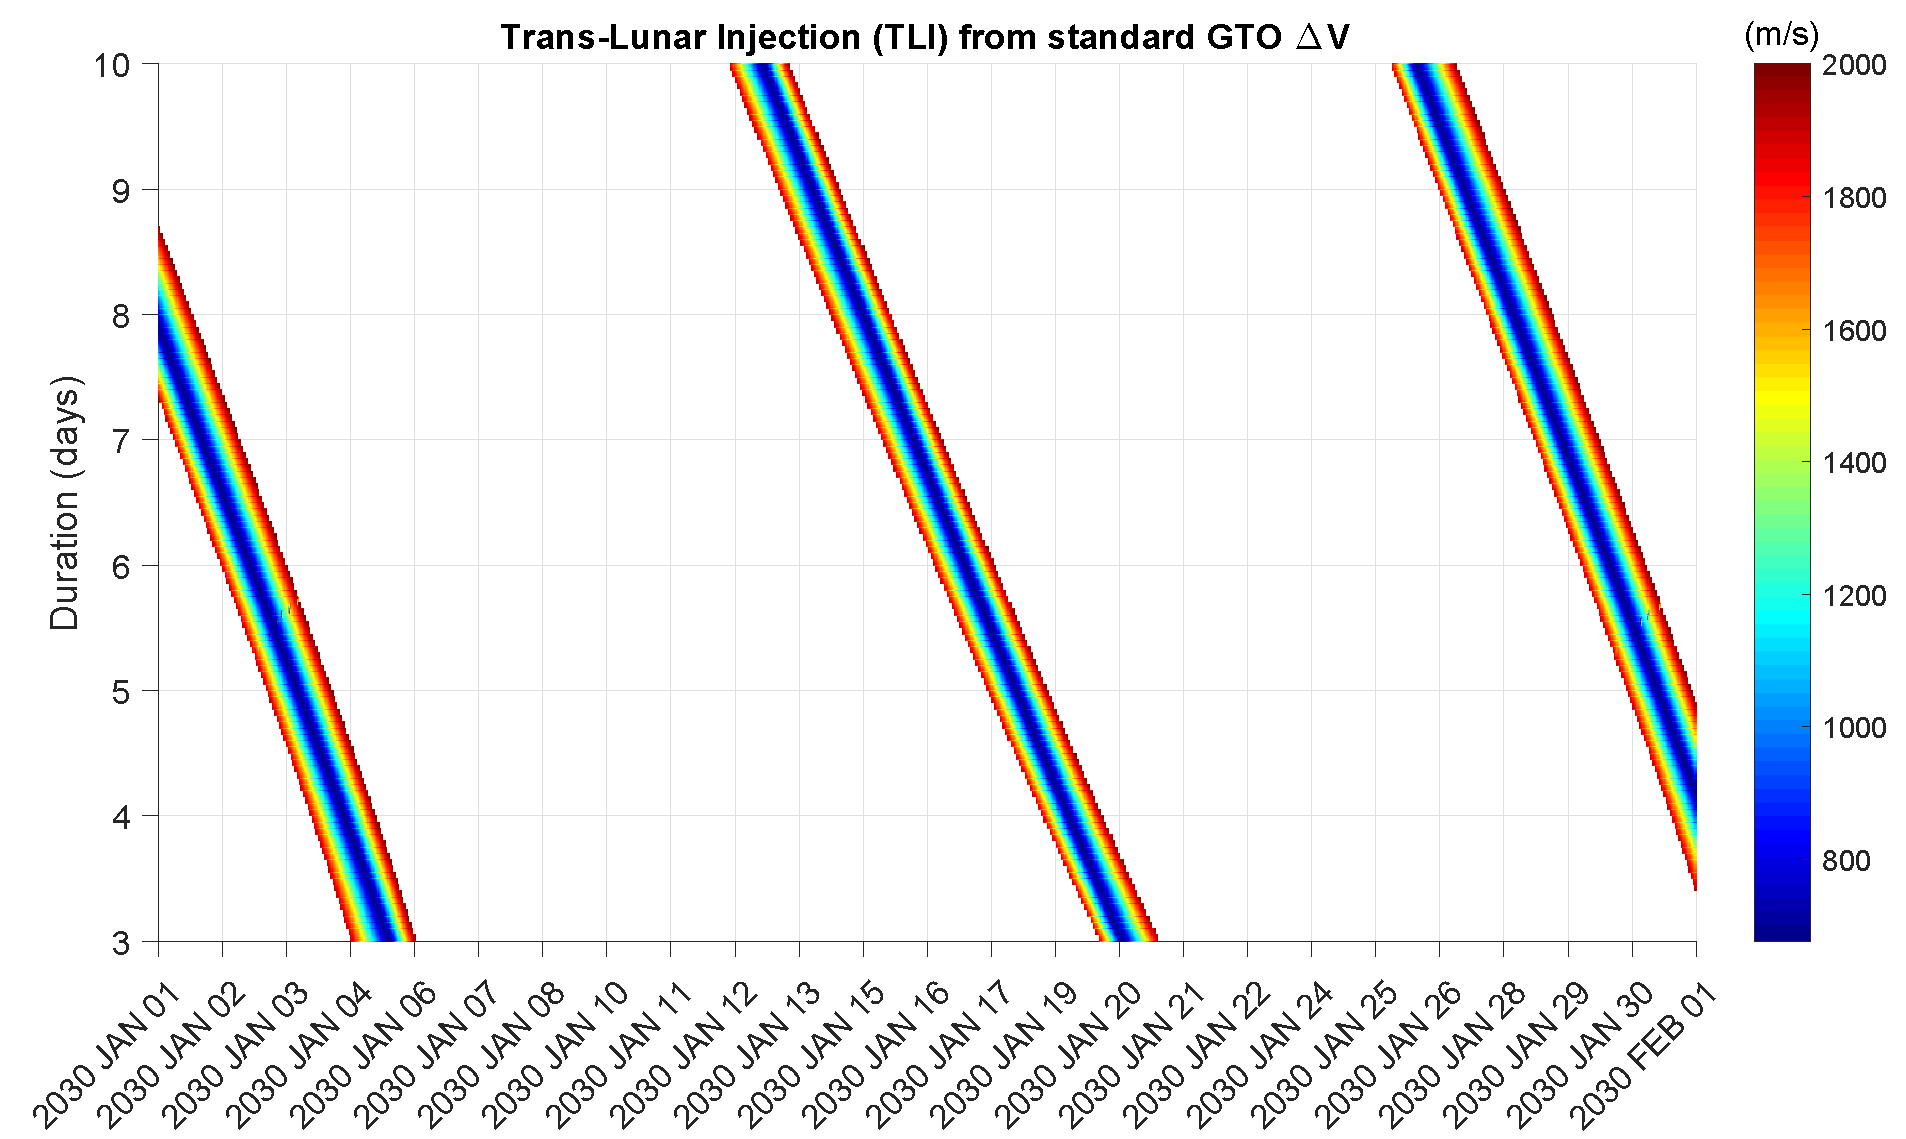 Trans-Lunar Injection (TLI) from standard GTO ΔV
(m/s)
10
9
8
7
6
5
4
3
Duration (days)
2030 JAN 01
2030 JAN 02
2030 JAN 03
2030 JAN 04
2030 JAN 06
2030 JAN 07
2030 JAN 08
2030 JAN 10
2030 JAN 11
2030 JAN 12
2030 JAN 13
2030 JAN 15
2030 JAN 16
2030 JAN 17
2030 JAN 19
2030 JAN 20
2030 JAN 21
2030 JAN 22
2030 JAN 24
2030 JAN 25
2030 JAN 26
2030 JAN 28
2030 JAN 29
2030 JAN 30
2030 FEB 01
2000
1800
1600
1400
1200
1000
800